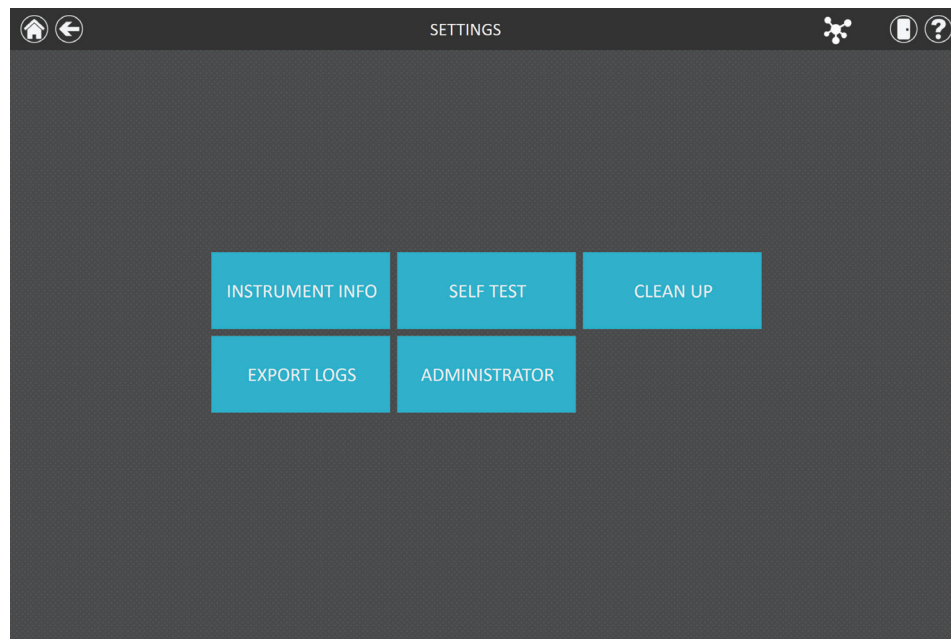 SETTINGS
?
INSTRUMENT INFO
SELF TEST
CLEAN UP
EXPORT LOGS
ADMINISTRATOR